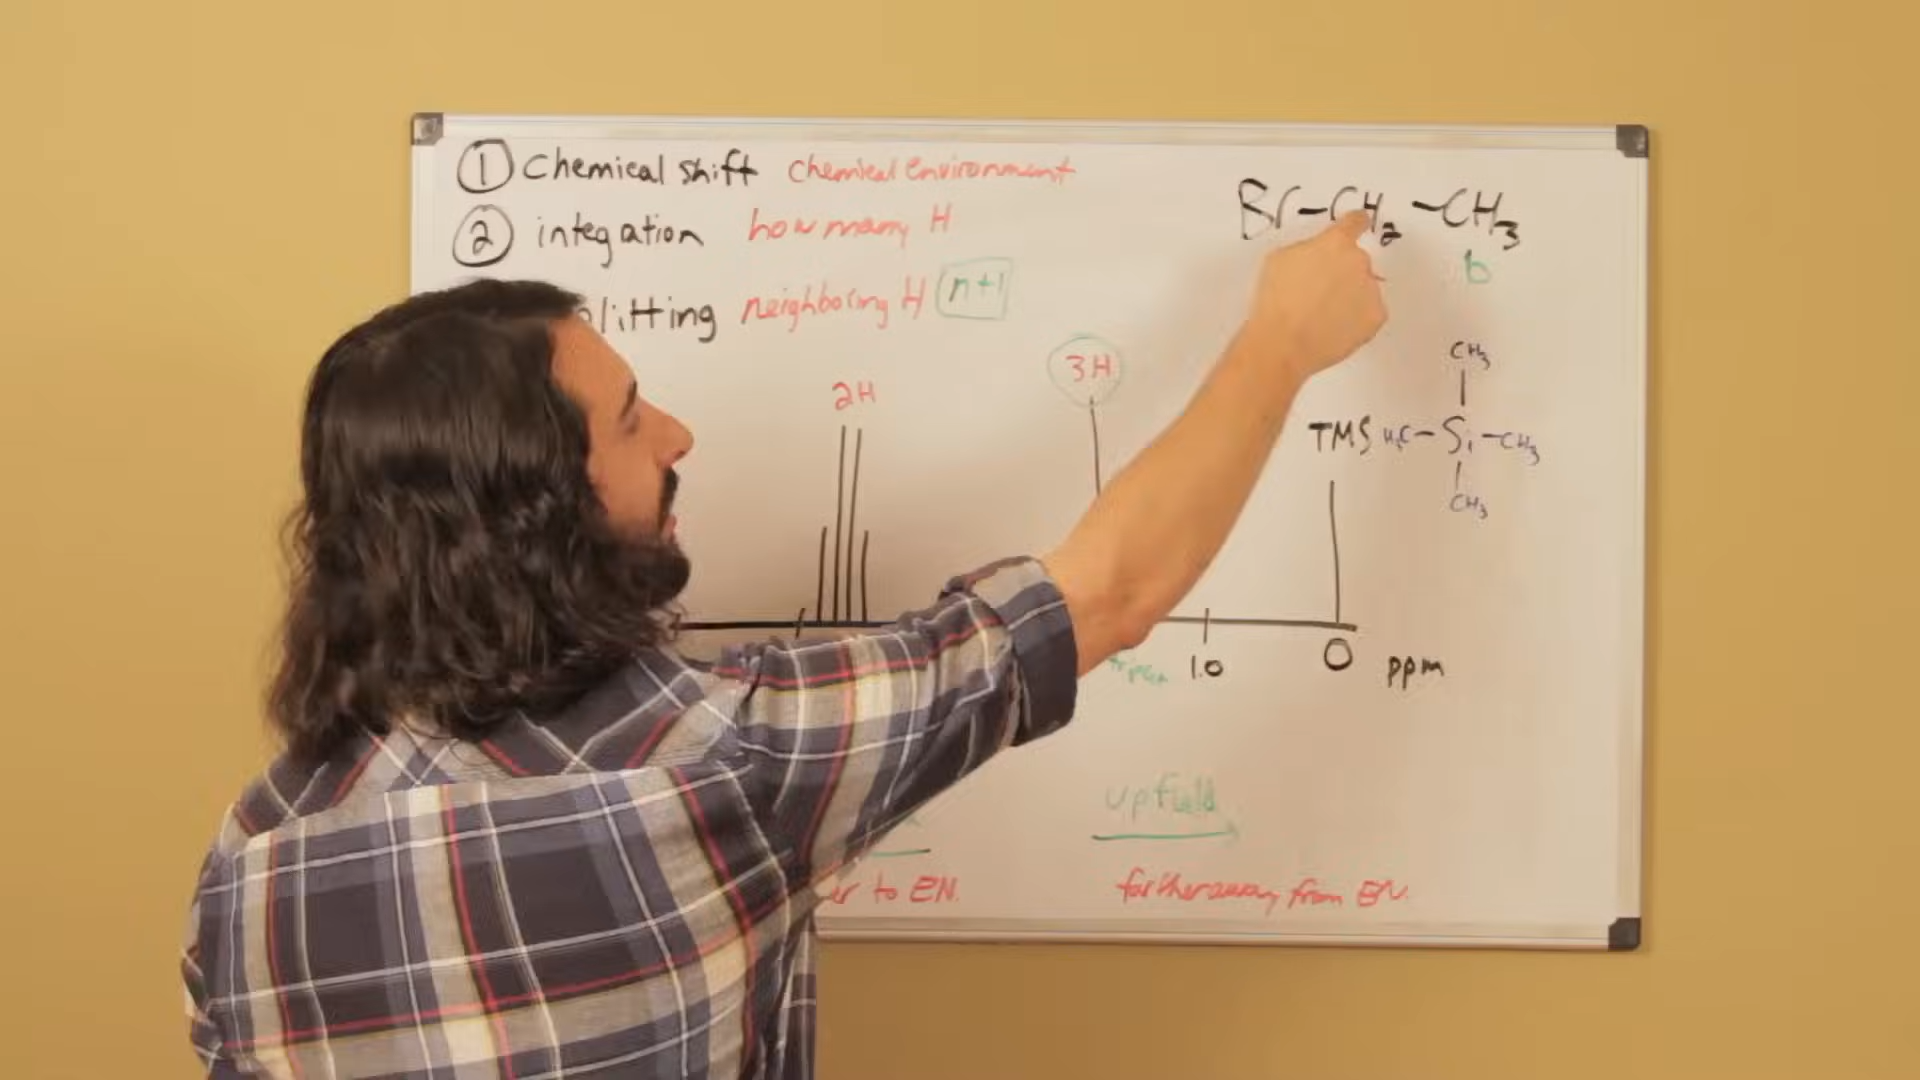 ① Chemical shift chemical environment
② integation how many H
plitting neighboring H n+1
Br-CH2-CH3
b
CH3
2H
3H
TMS H3C-Si-CH3
CH3
1.0 0 ppm
upfield
er to EN.
farther away from EN.